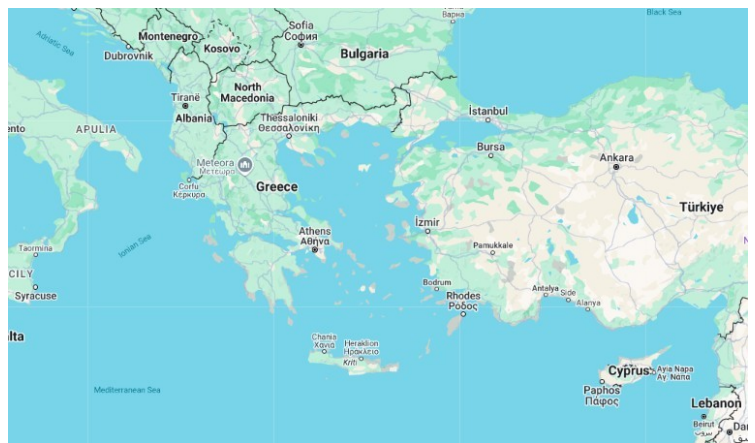 Black Sea
Варна
Sofia
София
Adriatic Sea
Montenegro
Kosovo
Bulgaria
Dubrovnik
North
Macedonia
Tiranë
Albania
İstanbul
Thessaloniki
Θεσσαλονίκη
APULIA
Bursa
Ankara
Meteora
Μετέωρα
Corfu
Κέρκυρα
Greece
Türkiye
İzmir
Athens
Αθήνα
Ionian Sea
Pamukkale
Taormina
CILY
Syracuse
Bodrum
Rhodes
Ρόδος
Antalya
Side
Alanya
lta
Chania
Χανιά
Heraklion
Ηράκλειο
Kriti
Cyprus
Ayia Napa
Αγ. Νάπα
Mediterranean Sea
Paphos
Πάφος
Lebanon
Beirut